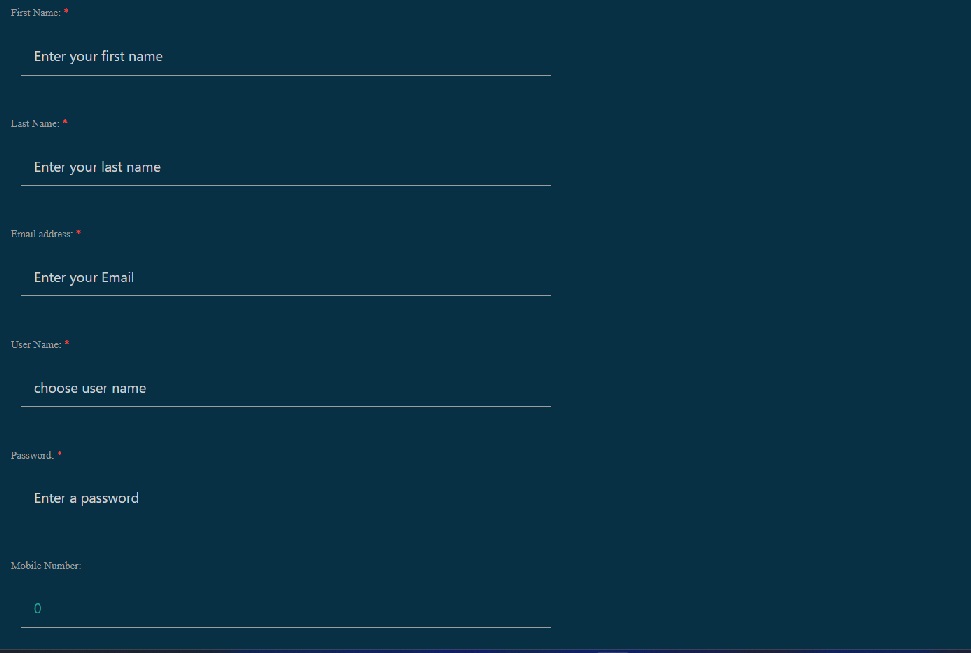 First Name: *
Enter your first name
Last Name: *
Enter your last name
Email address: *
Enter your Email
User Name: *
choose user name
Password: *
Enter a password
Mobile Number:
0